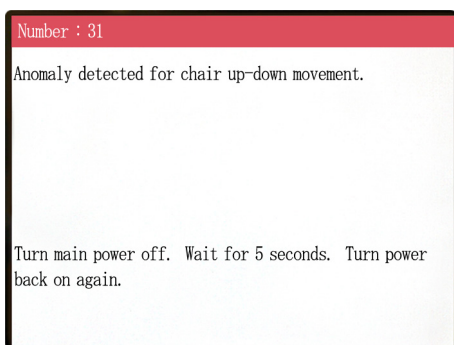 Number：31
Anomaly detected for chair up-down movement.
Turn main power off. Wait for 5 seconds. Turn power
back on again.